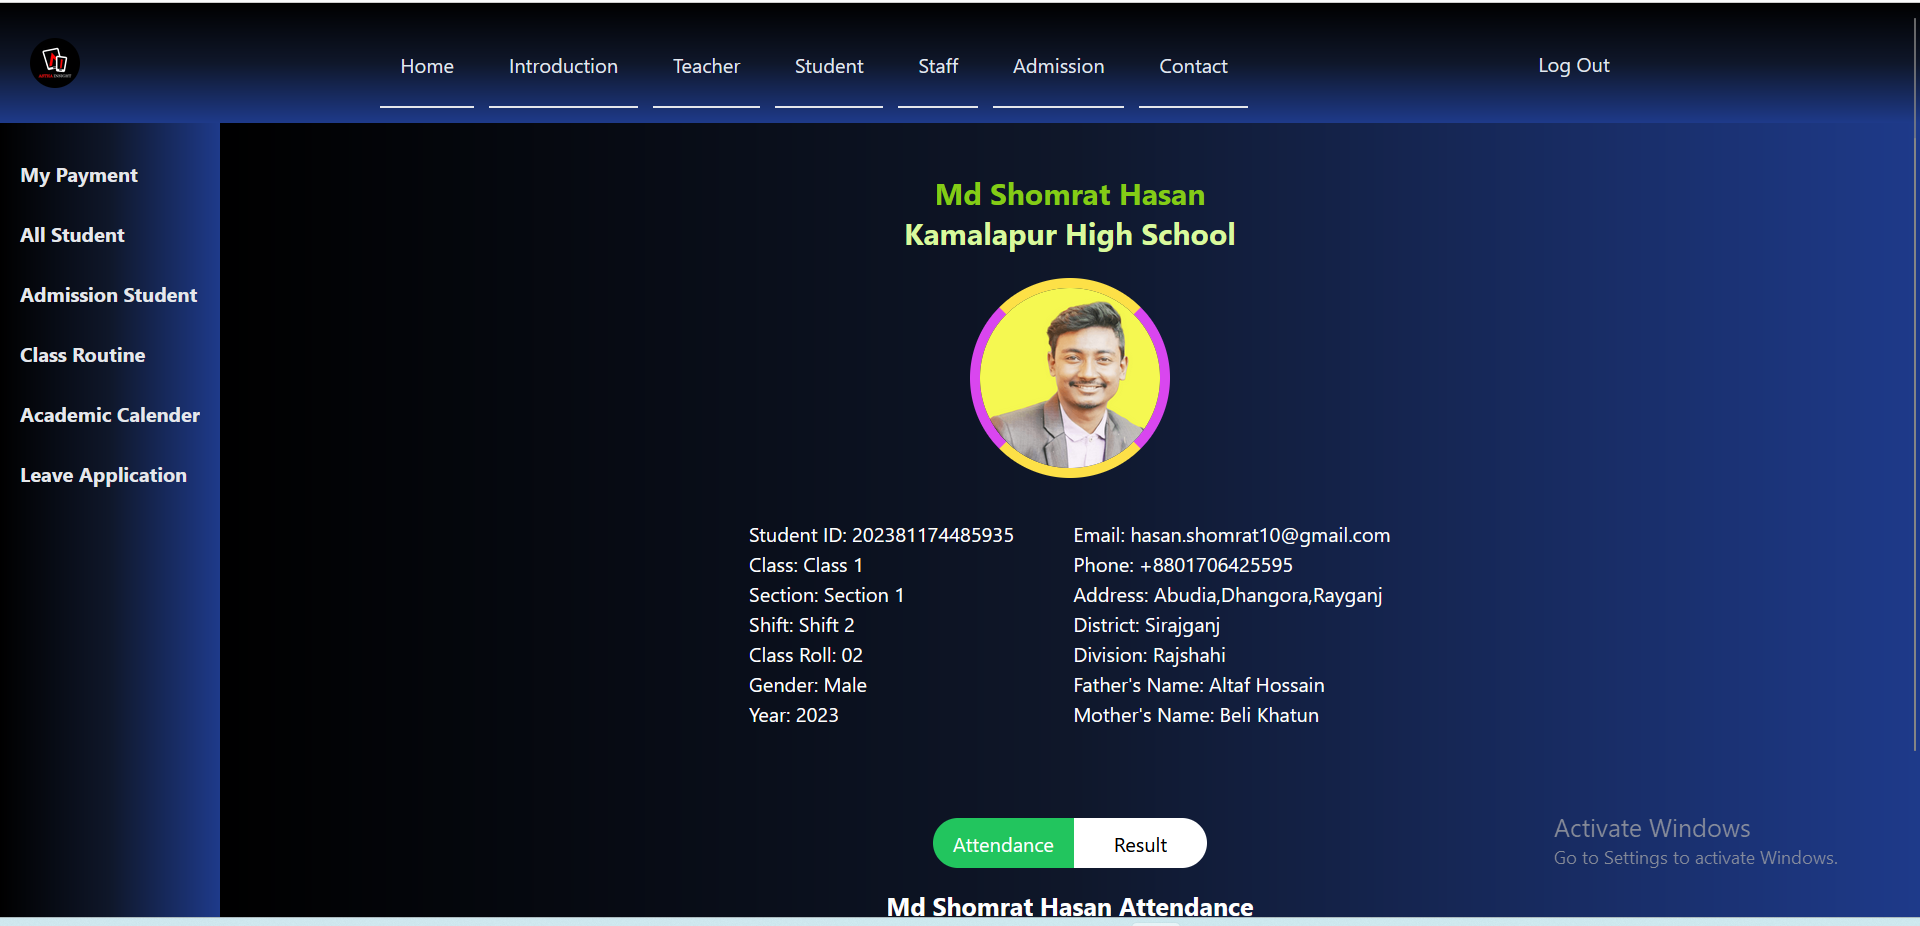 Home Introduction Teacher Student Staff Admission Contact Log Out
My Payment
All Student
Admission Student
Class Routine
Academic Calender
Leave Application
Md Shomrat Hasan
Kamalapur High School
Student ID: 202381174485935
Class: Class 1
Section: Section 1
Shift: Shift 2
Class Roll: 02
Gender: Male
Year: 2023
Email: hasan.shomrat10@gmail.com
Phone: +8801706425595
Address: Abudia,Dhangora,Rayganj
District: Sirajganj
Division: Rajshahi
Father's Name: Altaf Hossain
Mother's Name: Beli Khatun
Attendance Result
Md Shomrat Hasan Attendance
Activate Windows
Go to Settings to activate Windows.